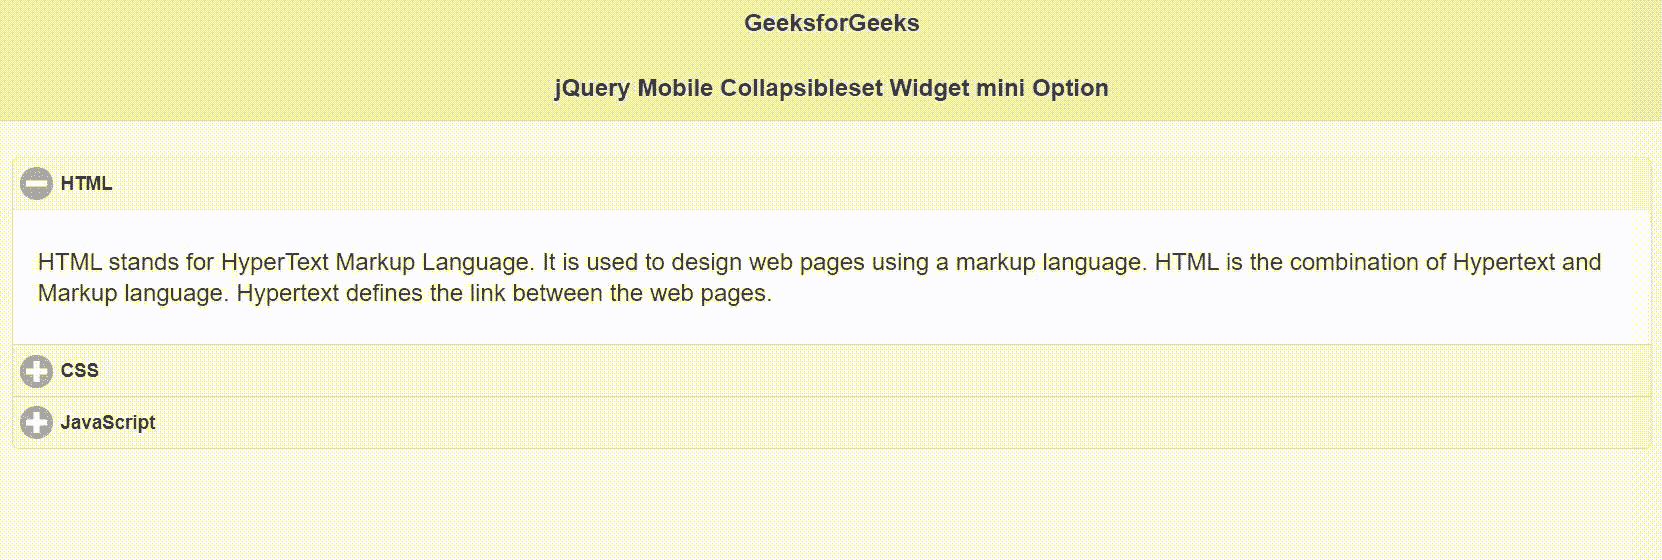 GeeksforGeeks
jQuery Mobile Collapsibleset Widget mini Option
HTML
HTML stands for HyperText Markup Language. It is used to design web pages using a markup language. HTML is the combination of Hypertext and
Markup language. Hypertext defines the link between the web pages.
CSS
JavaScript